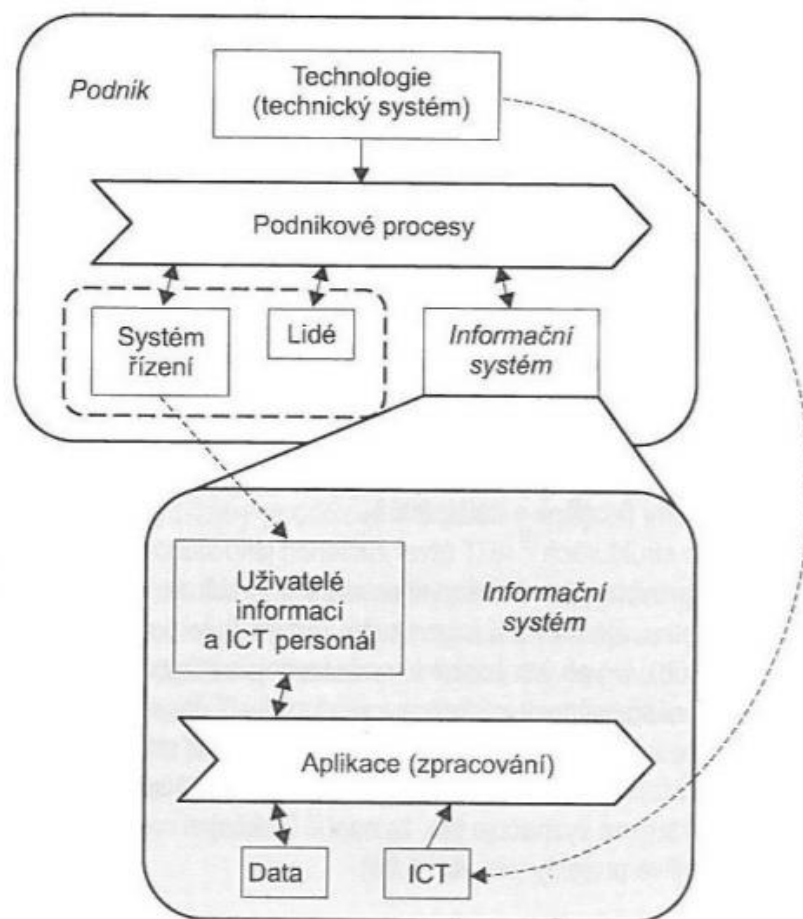 Podnik
Technologie
(technický systém)
Podnikové procesy
Systém
řízení
Lidé
Informační
systém
Uživatelé
informací
a ICT personál
Informační
systém
Aplikace (zpracování)
Data
ICT